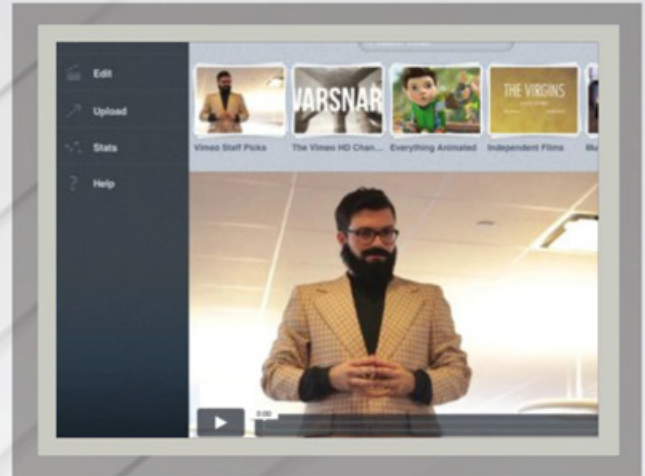 Edit
Upload
Stats
Help
VARSNAR
THE VIRGINS
Vimeo Staff Picks
The Vimeo HD Chan...
Everything Animated
Independent Films
Mu
0:00